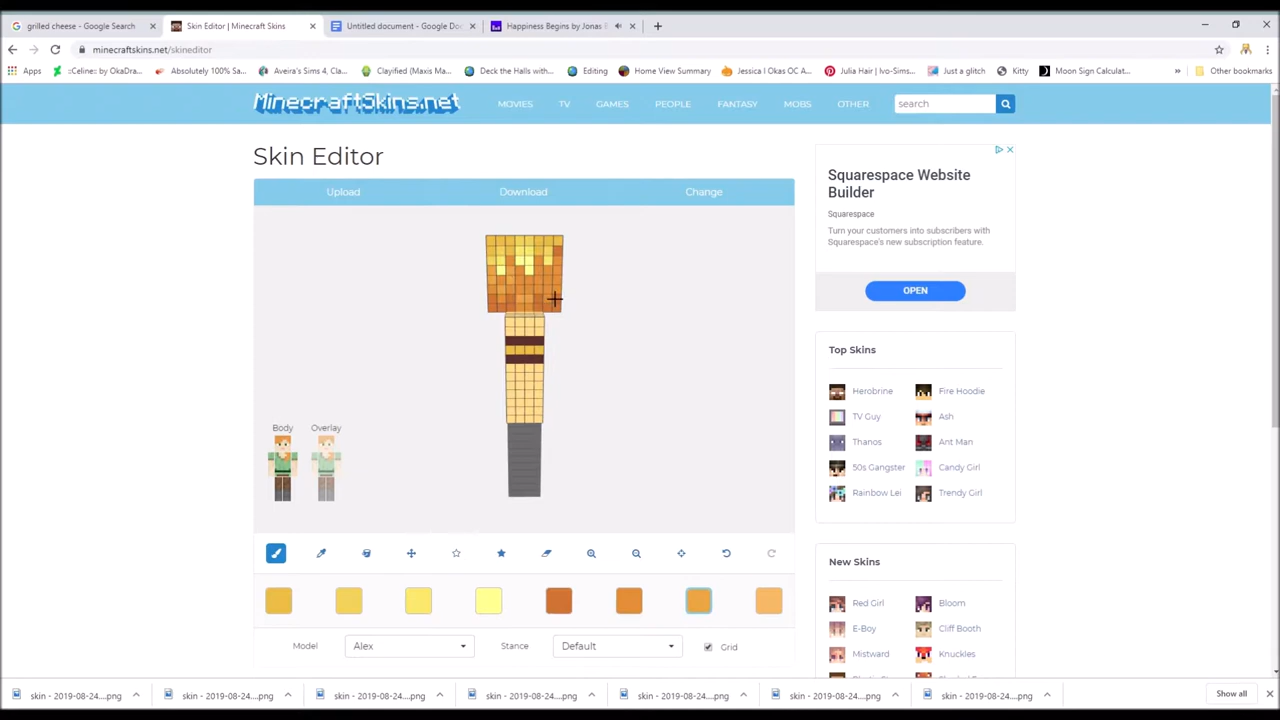 grilled cheese - Google Search
Skin Editor | Minecraft Skins
Untitled document - Google Doc
Happiness Begins by Jonas B
minecraftskins.net/skineditor
Apps
::Celine:: by OkaDra...
Absolutely 100% Sa...
Aveira's Sims 4, Cla...
Clayified (Maxis Ma...
Deck the Halls with...
Editing
Home View Summary
Jessica I Okas OC A...
Julia Hair | Ivo-Sims...
Just a glitch
Kitty
Moon Sign Calculat...
»
Other bookmarks
MinecraftSkins.net
MOVIES
TV
GAMES
PEOPLE
FANTASY
MOBS
OTHER
search
Skin Editor
Upload
Download
Change
Body
Overlay
Model
Alex
Stance
Default
Grid
Squarespace Website
Builder
Squarespace
Turn your customers into subscribers with
Squarespace's new subscription feature.
OPEN
Top Skins
Herobrine
Fire Hoodie
TV Guy
Ash
Thanos
Ant Man
50s Gangster
Candy Girl
Rainbow Lei
Trendy Girl
New Skins
Red Girl
Bloom
E-Boy
Cliff Booth
Mistward
Knuckles
skin - 2019-08-24....png
skin - 2019-08-24....png
skin - 2019-08-24....png
skin - 2019-08-24....png
skin - 2019-08-24....png
skin - 2019-08-24....png
skin - 2019-08-24....png
Show all